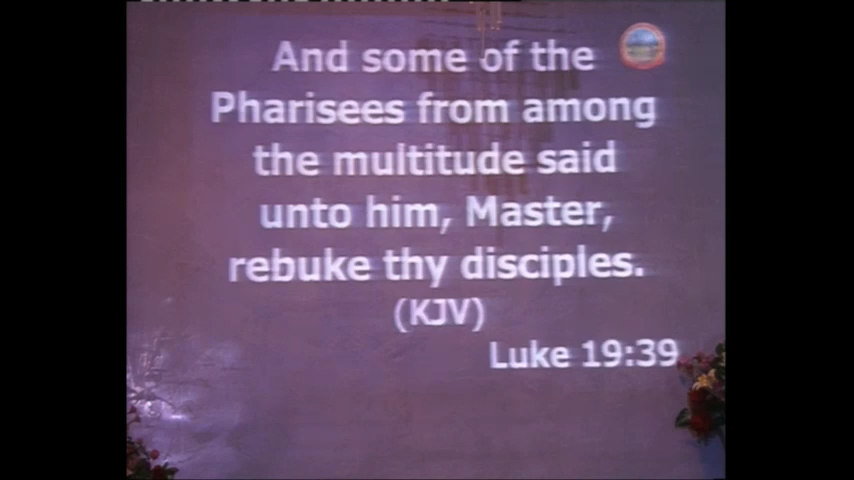 And some of the
Pharisees from among
the multitude said
unto him, Master,
rebuke thy disciples.
(KJV)
Luke 19:39